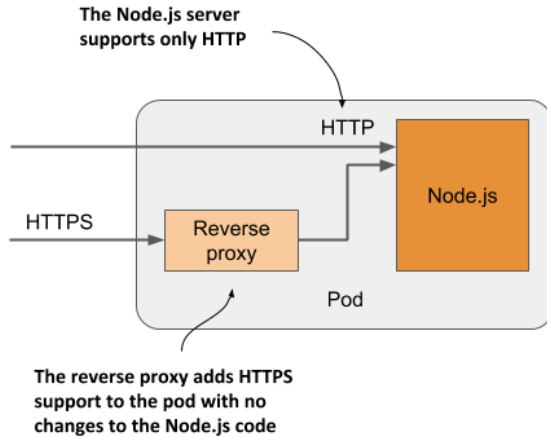 The Node.js server
supports only HTTP
HTTP
Node.js
HTTPS
Reverse
proxy
Pod
The reverse proxy adds HTTPS
support to the pod with no
changes to the Node.js code